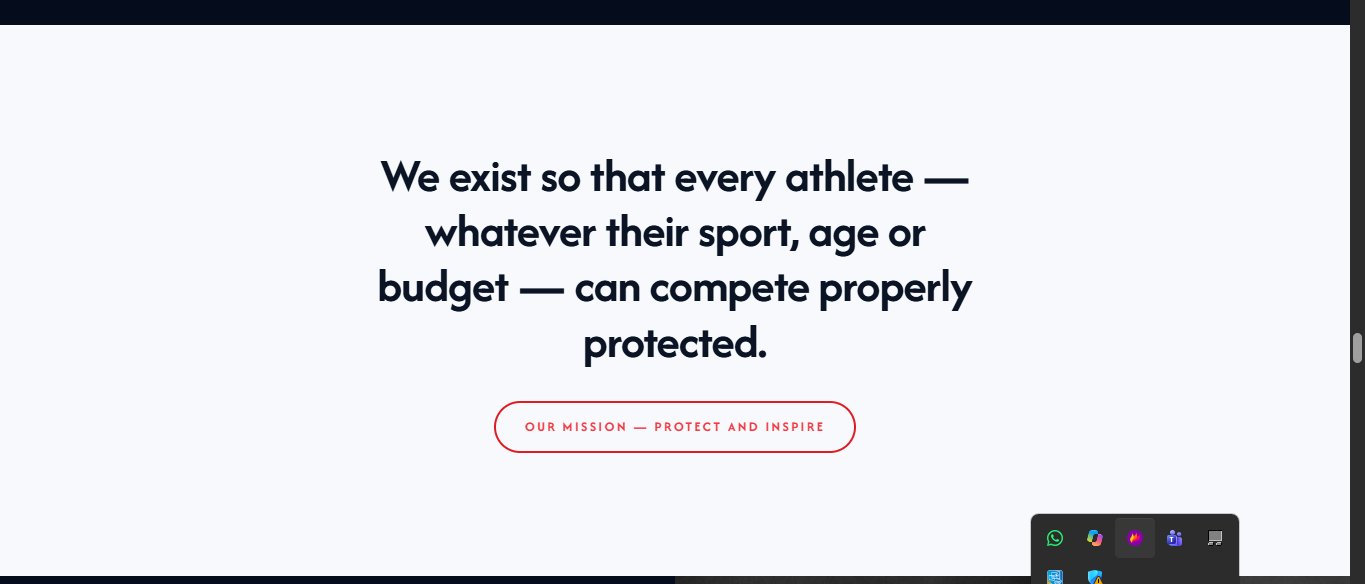 We exist so that every athlete —
whatever their sport, age or
budget — can compete properly
protected.
OUR MISSION — PROTECT AND INSPIRE